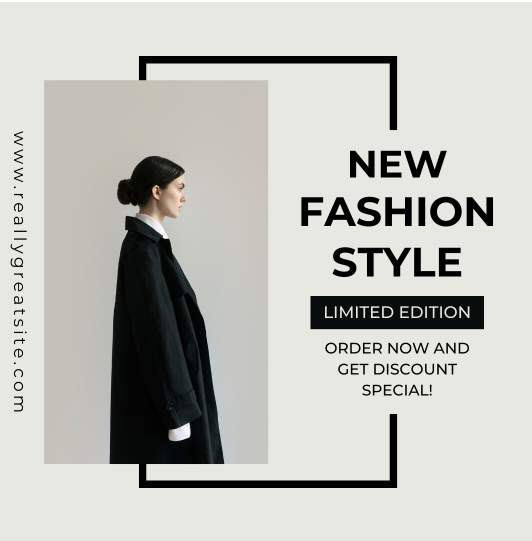 www.reallygreatsite.com
NEW
FASHION
STYLE
LIMITED EDITION
ORDER NOW AND
GET DISCOUNT
SPECIAL!